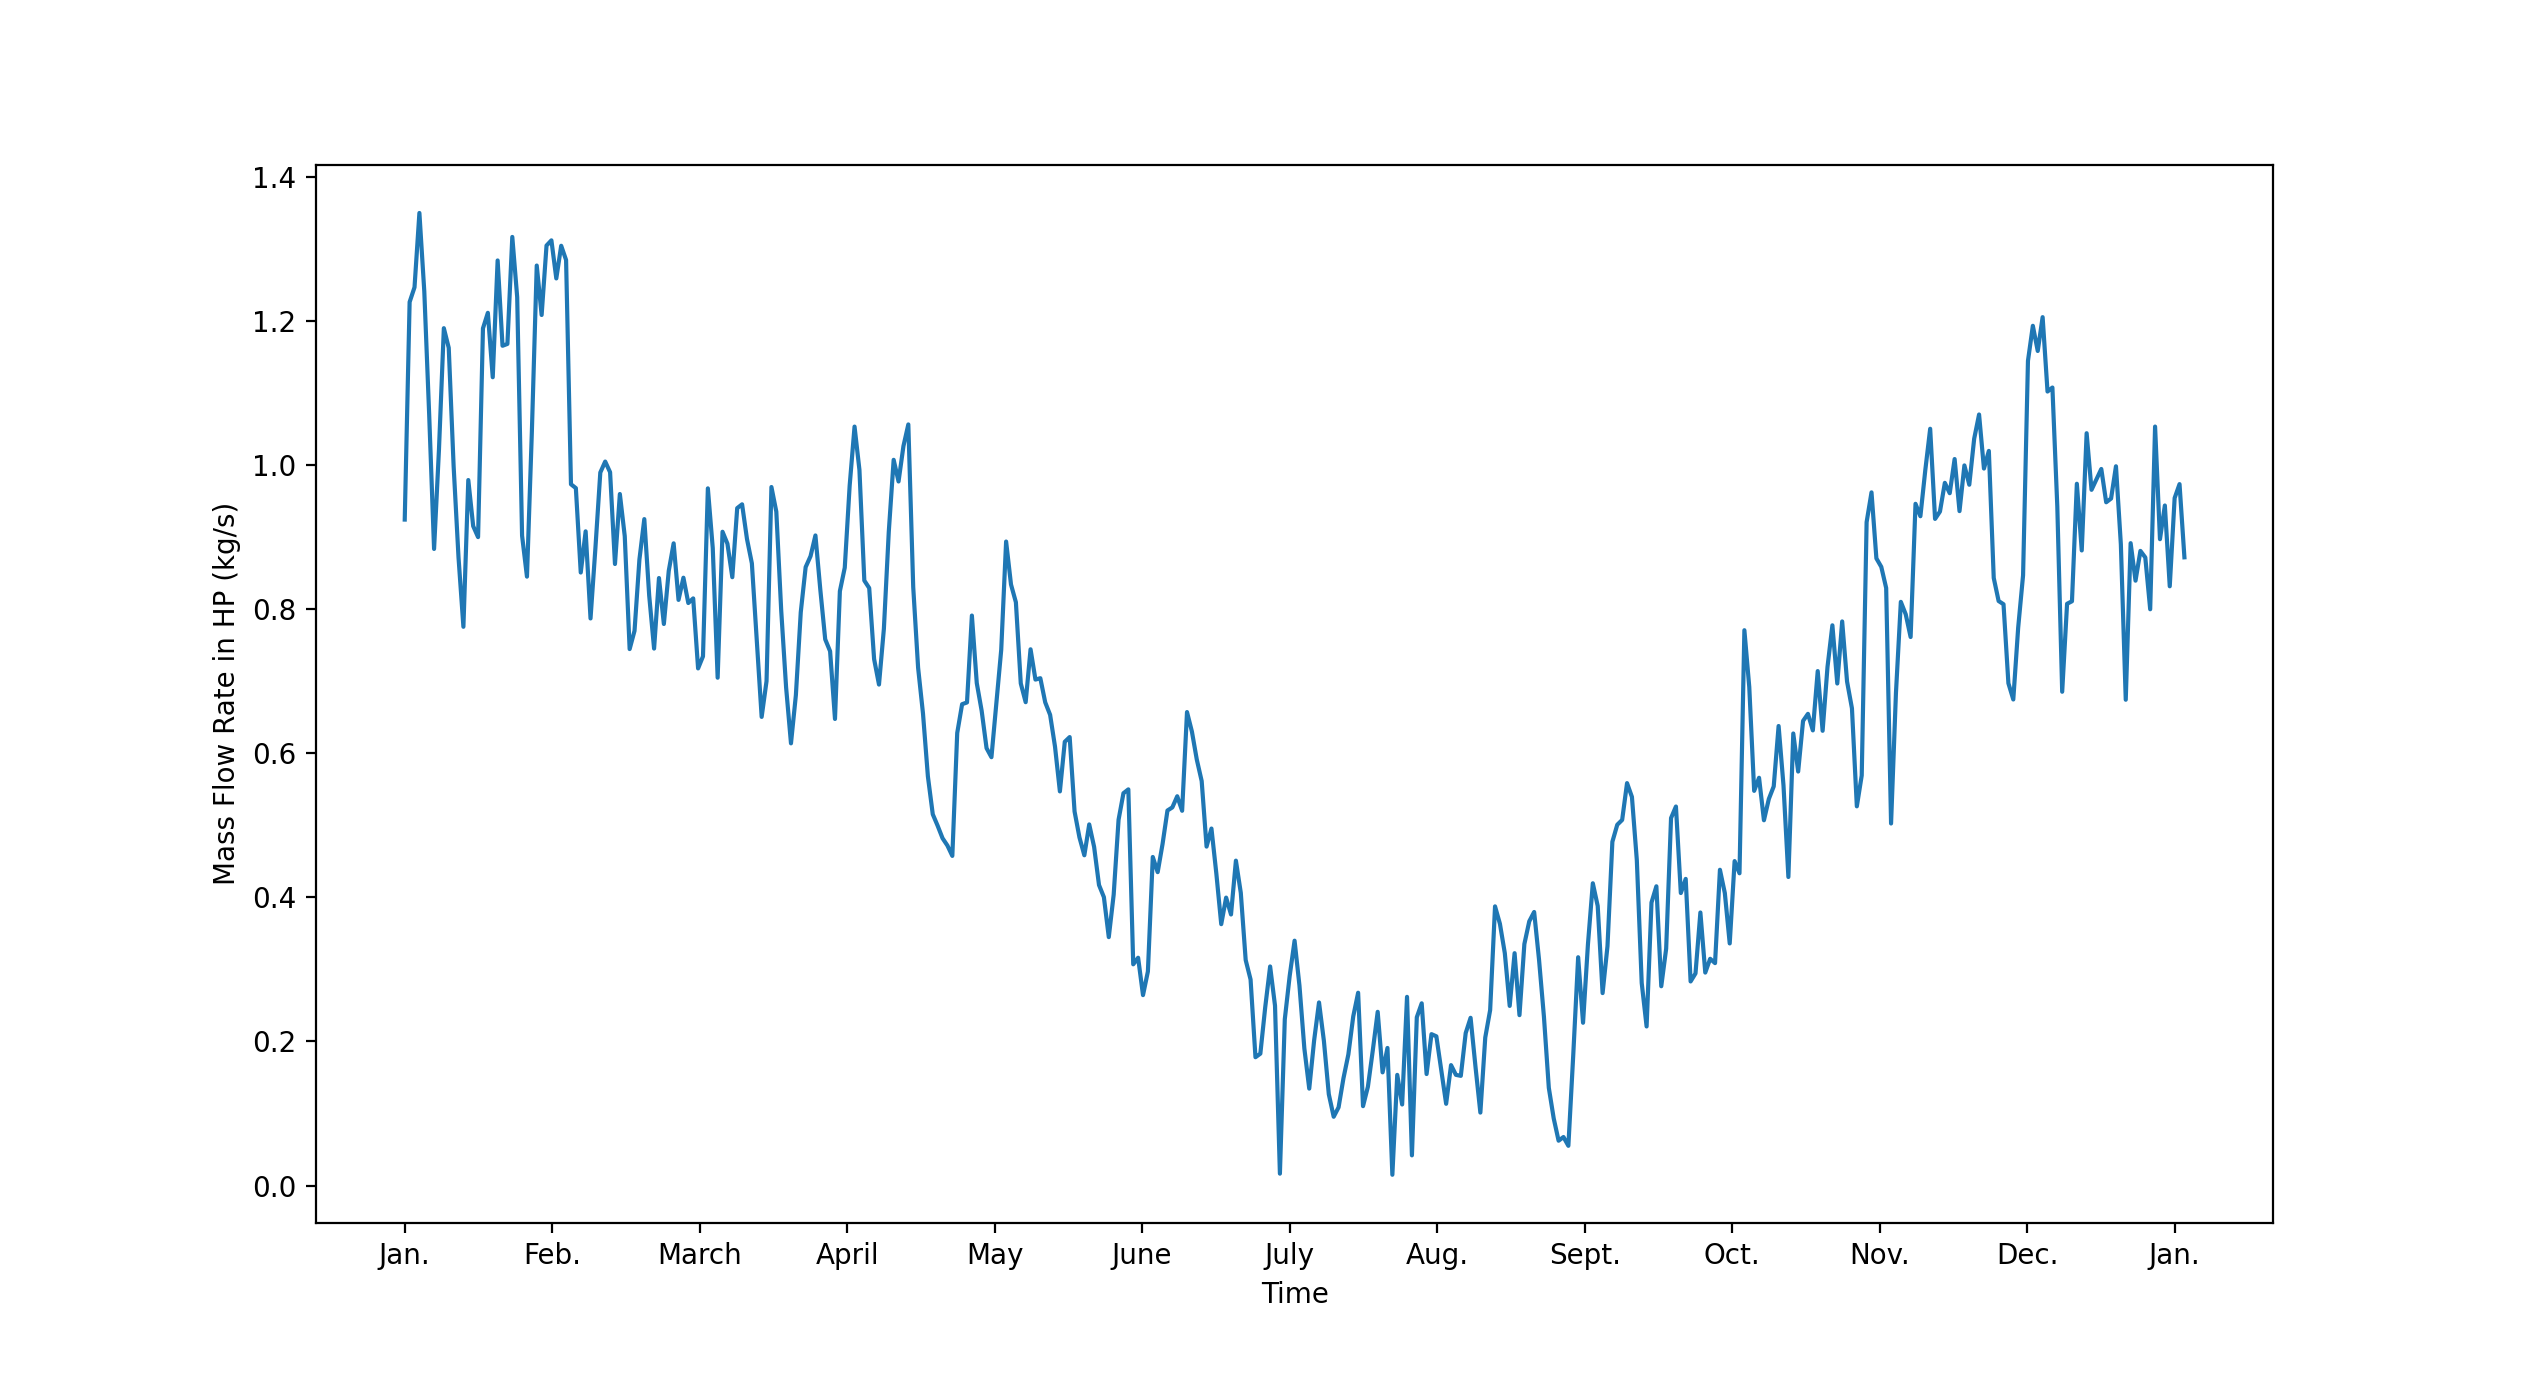 1.4
1.2
1.0
0.8
0.6
0.4
0.2
0.0
Mass Flow Rate in HP (kg/s)
Jan. Feb. March April May June July Aug. Sept. Oct. Nov. Dec. Jan.
Time